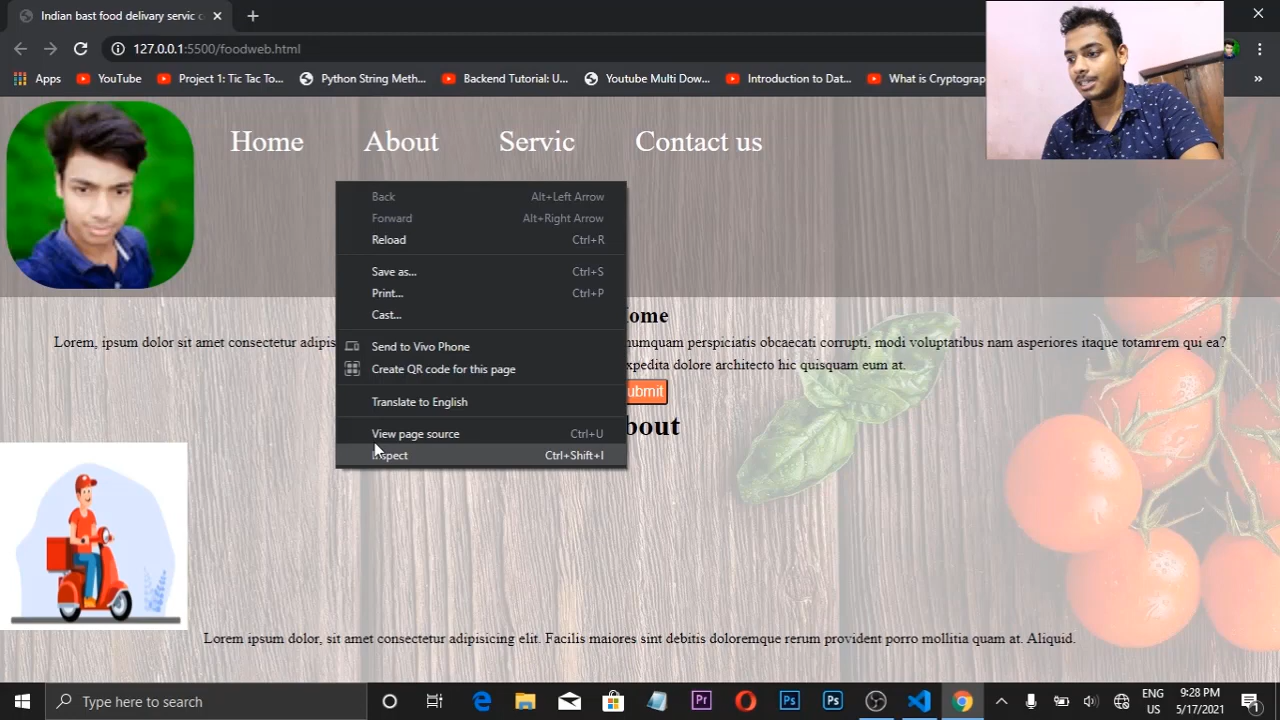 Indian bast food delivary servic c
127.0.0.1:5500/foodweb.html
Apps YouTube Project 1: Tic Tac To... Python String Meth... Backend Tutorial: U... Youtube Multi Dow... Introduction to Dat... What is Cryptograp
Home About Servic Contact us
Back Alt+Left Arrow
Forward Alt+Right Arrow
Reload Ctrl+R
Save as... Ctrl+S
Print... Ctrl+P
Cast...
Send to Vivo Phone
Create QR code for this page
Translate to English
View page source Ctrl+U
Inspect Ctrl+Shift+I
ome
Lorem, ipsum dolor sit amet consectetur adipis numquam perspiciatis obcaecati corrupti, modi voluptatibus nam asperiores itaque totamrem qui ea?
xpedita dolore architecto hic quisquam eum at.
ubmit
bout
Lorem ipsum dolor, sit amet consectetur adipisicing elit. Facilis maiores sint debitis doloremque rerum provident porro mollitia quam at. Aliquid.
Type here to search
ENG
US
9:28 PM
5/17/2021